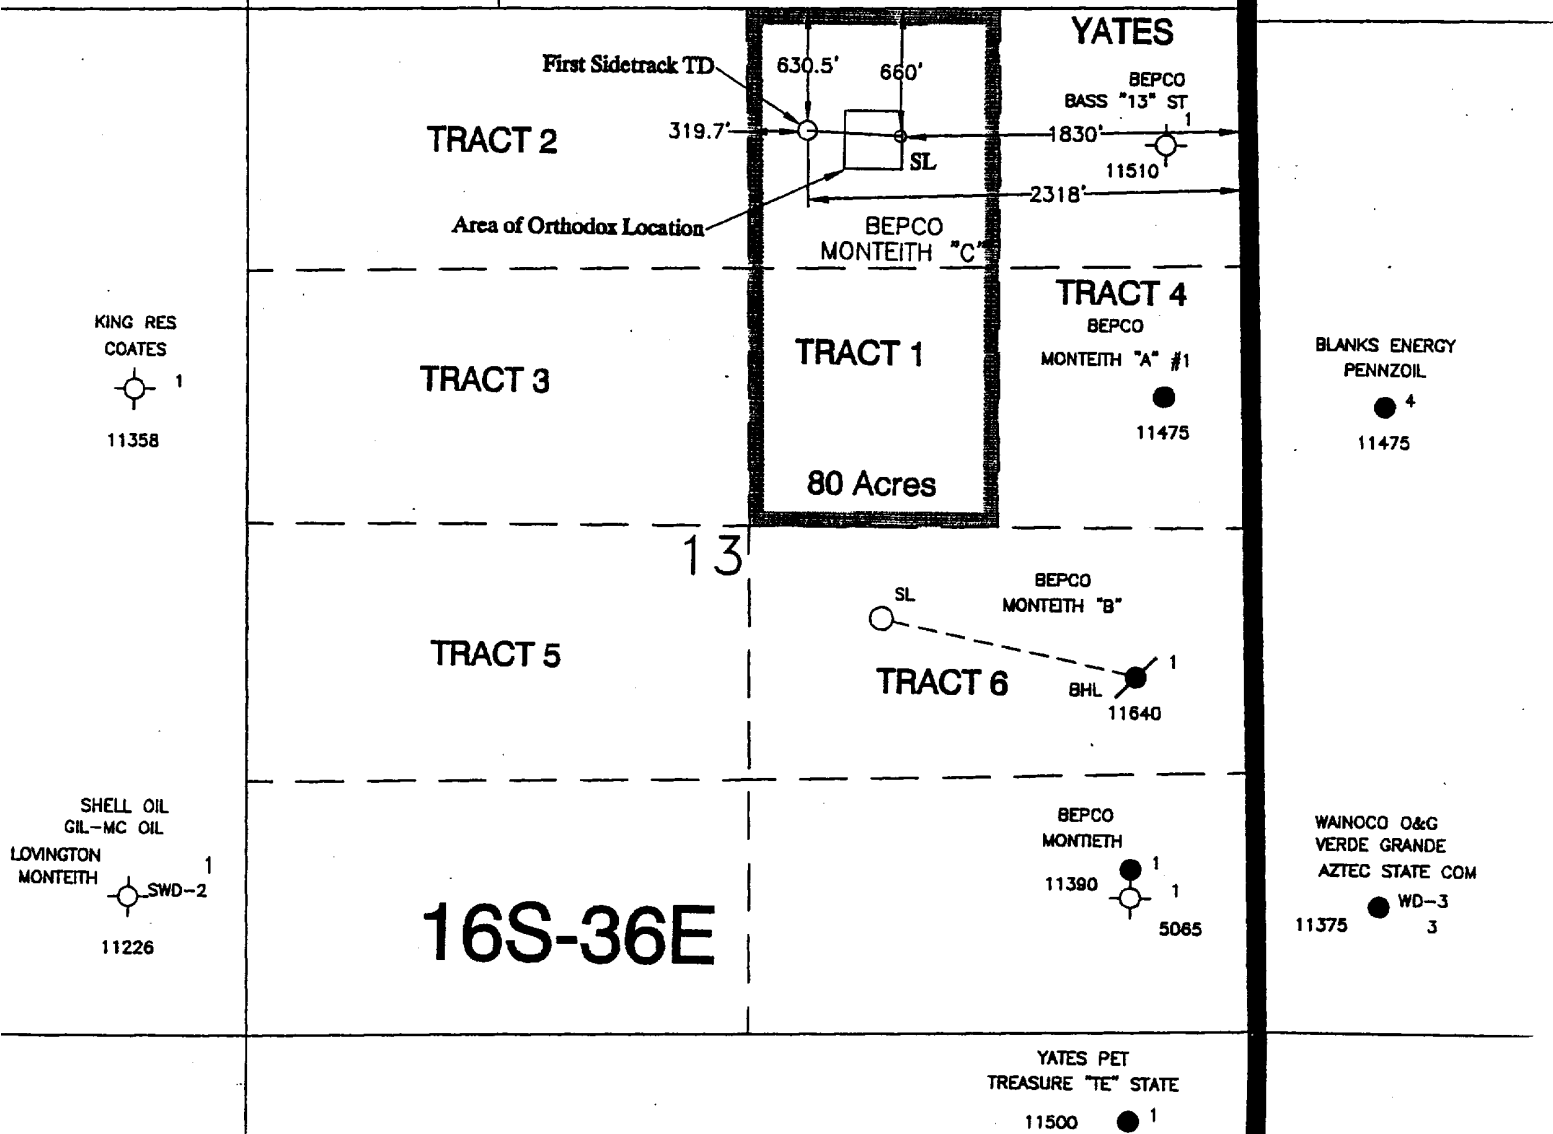 YATES
First Sidetrack TD
630.5'
660'
BEPCO
BASS "13" ST
1
TRACT 2
319.7'
1830'
SL
11510
2318'
Area of Orthodox Location
BEPCO
MONTEITH "C"
TRACT 4
BEPCO
MONTEITH "A" #1
11475
KING RES
COATES
1
11358
TRACT 3
TRACT 1
80 Acres
BLANKS ENERGY
PENNZOIL
4
11475
13
SL
BEPCO
MONTEITH "B"
TRACT 5
TRACT 6
1
BHL
11640
SHELL OIL
GIL-MC OIL
LOVINGTON
MONTEITH
1
SWD-2
11226
16S-36E
BEPCO
MONTIETH
1
11390
1
5065
WAINOCO O&G
VERDE GRANDE
AZTEC STATE COM
WD-3
11375
3
YATES PET
TREASURE "TE" STATE
11500
1